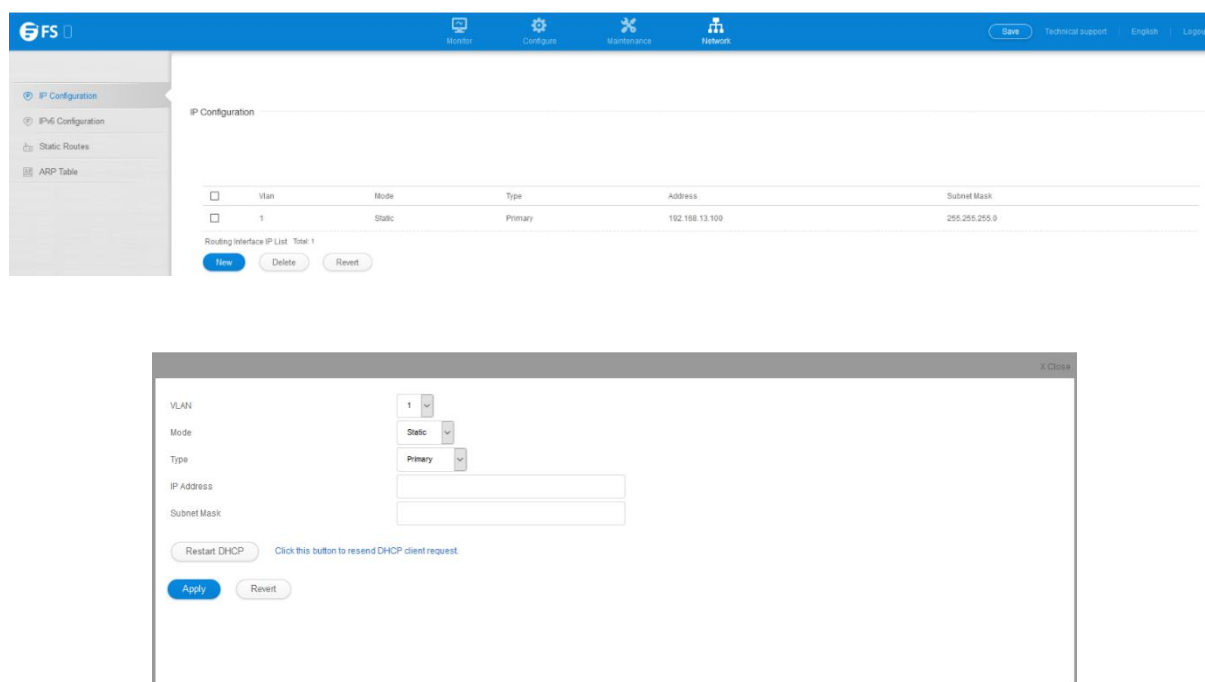 FS
Monitor Configure Maintenance Network
Save Technical support | English | Logou
IP Configuration
IPv6 Configuration
Static Routes
ARP Table
IP Configuration
Vlan Mode Type Address Subnet Mask
1 Static Primary 192.168.13.100 255.255.255.0
Routing Interface IP List Total: 1
New Delete Revert
X Close
VLAN 1
Mode Static
Type Primary
IP Address
Subnet Mask
Restart DHCP Click this button to resend DHCP client request.
Apply Revert